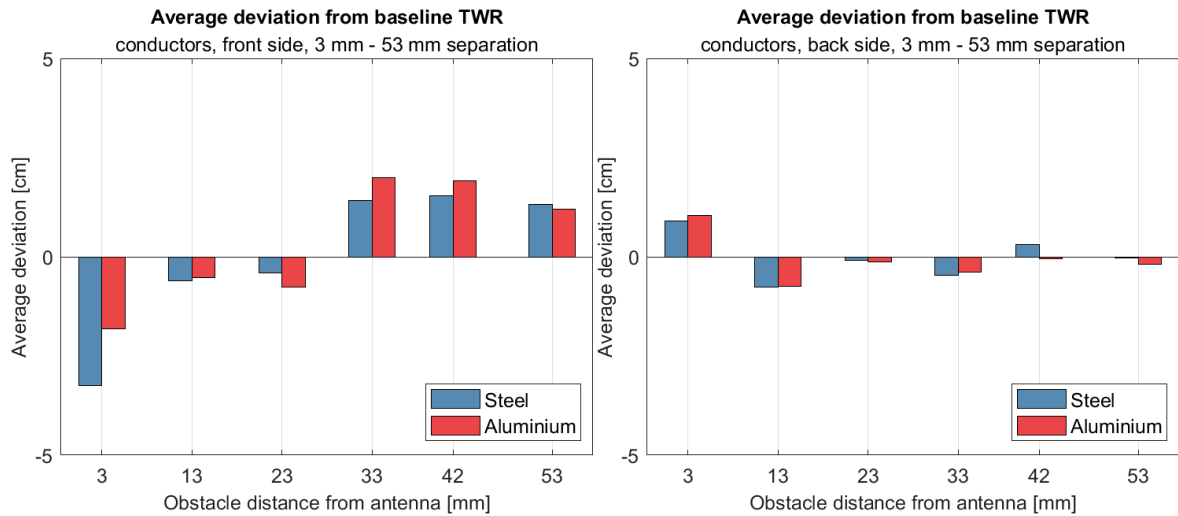 Average deviation from baseline TWR
conductors, front side, 3 mm - 53 mm separation
5
0
-5
Average deviation [cm]
3 13 23 33 42 53
Obstacle distance from antenna [mm]
Steel
Aluminium
Average deviation from baseline TWR
conductors, back side, 3 mm - 53 mm separation
5
0
-5
Average deviation [cm]
3 13 23 33 42 53
Obstacle distance from antenna [mm]
Steel
Aluminium